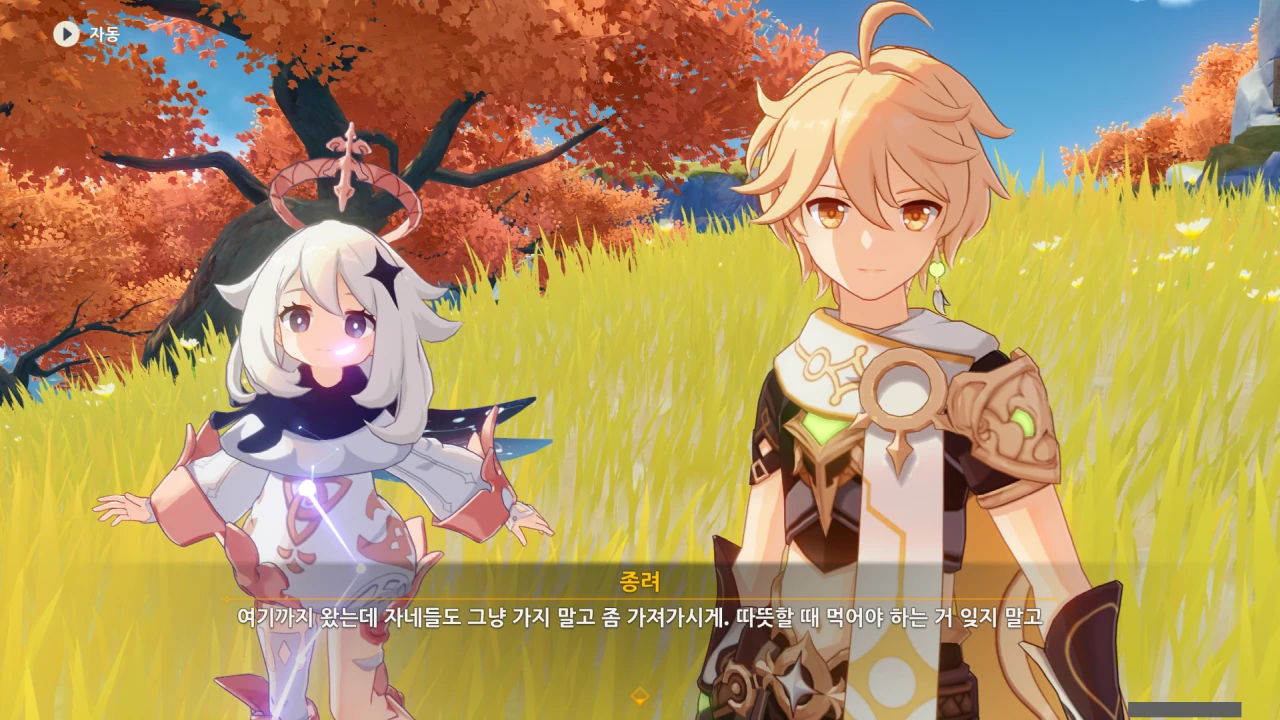 자동
종려
여기까지 왔는데 자네들도 그냥 가지 말고 좀 가져가시게. 따뜻할 때 먹어야 하는 거 잊지 말고